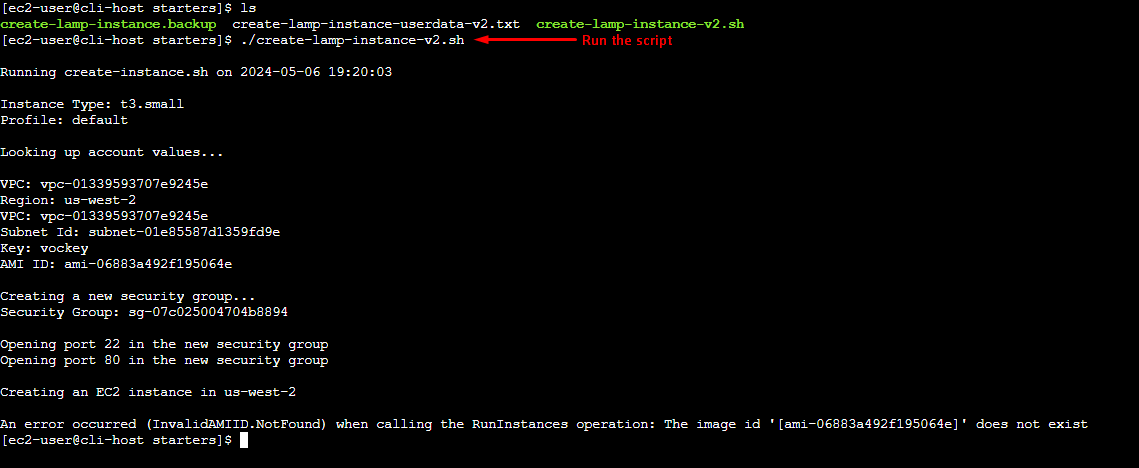 [ec2-user@cli-host starters]$ ls
create-lamp-instance.backup  create-lamp-instance-userdata-v2.txt  create-lamp-instance-v2.sh
[ec2-user@cli-host starters]$ ./create-lamp-instance-v2.sh Run the script
Running create-instance.sh on 2024-05-06 19:20:03
Instance Type: t3.small
Profile: default
Looking up account values...
VPC: vpc-01339593707e9245e
Region: us-west-2
VPC: vpc-01339593707e9245e
Subnet Id: subnet-01e85587d1359fd9e
Key: vockey
AMI ID: ami-06883a492f195064e
Creating a new security group...
Security Group: sg-07c025004704b8894
Opening port 22 in the new security group
Opening port 80 in the new security group
Creating an EC2 instance in us-west-2
An error occurred (InvalidAMIID.NotFound) when calling the RunInstances operation: The image id '[ami-06883a492f195064e]' does not exist
[ec2-user@cli-host starters]$